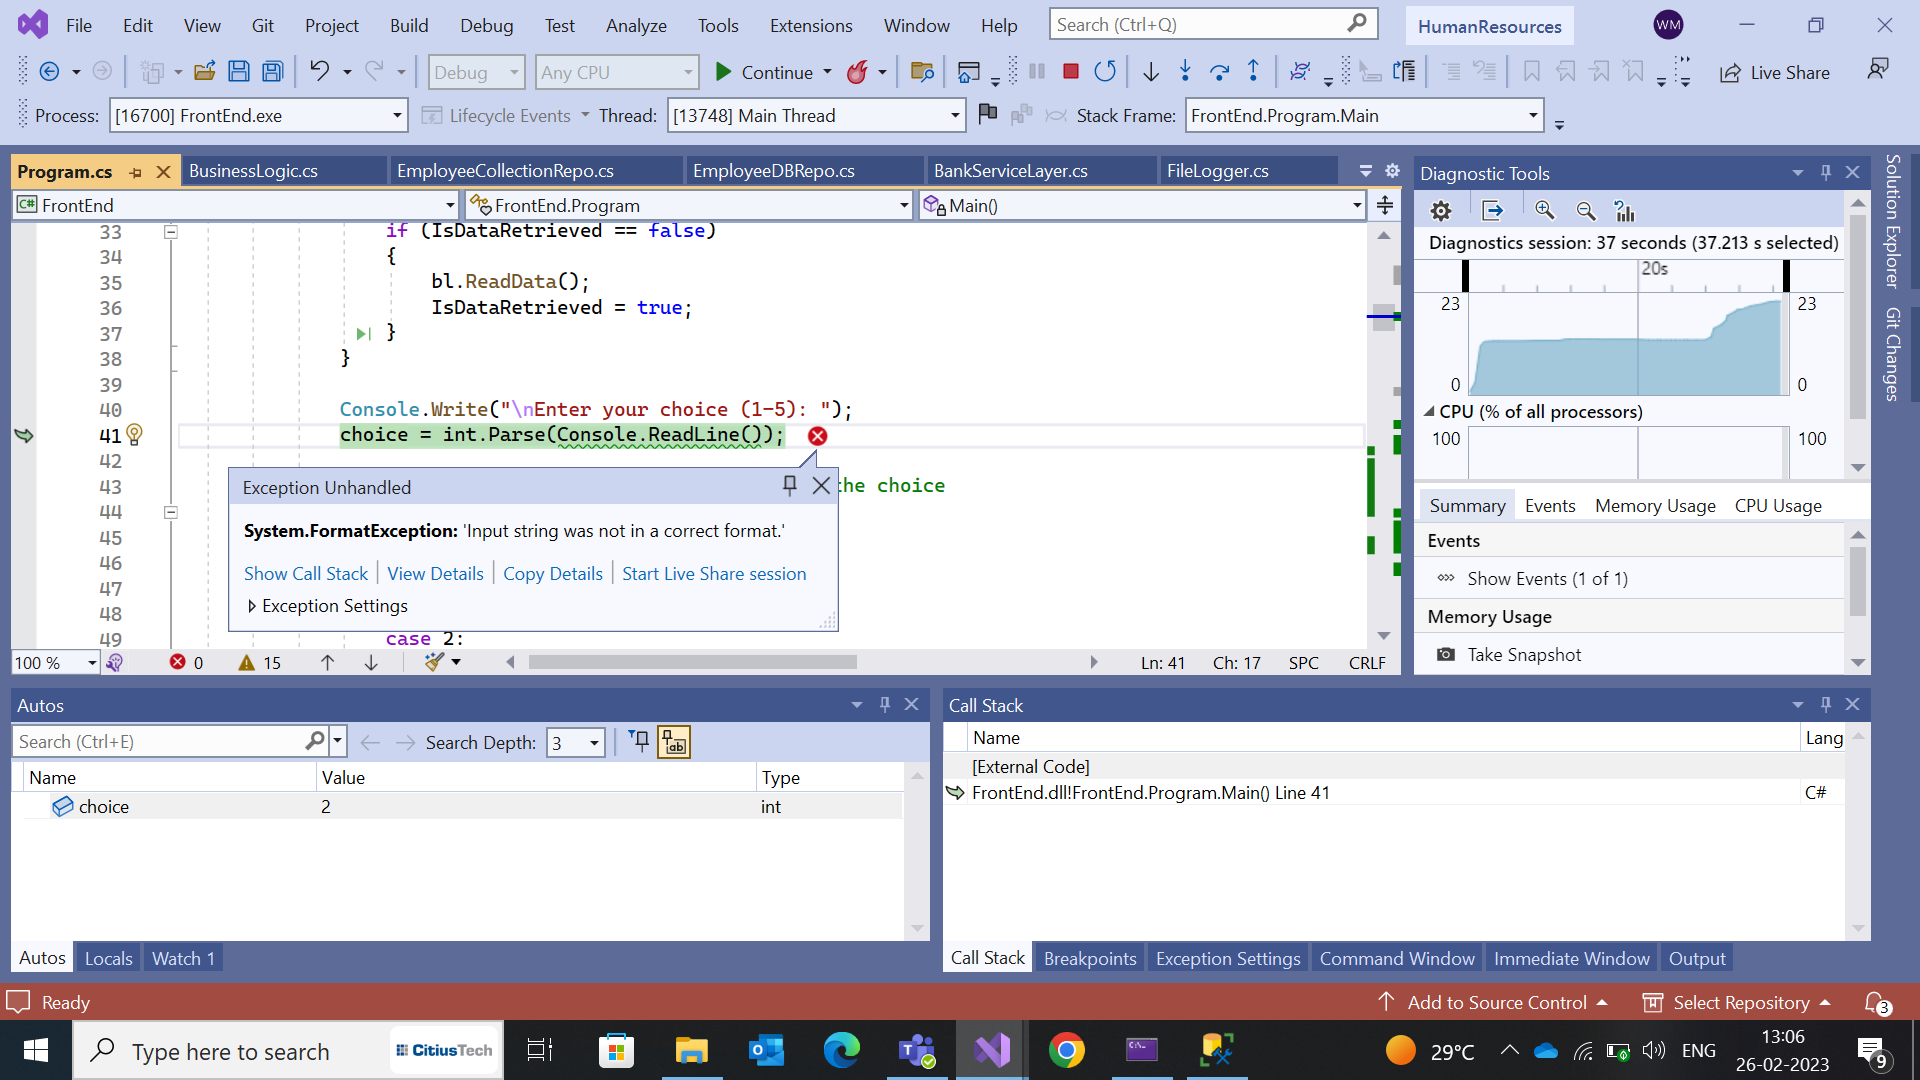 File Edit View Git Project Build Debug Test Analyze Tools Extensions Window Help Search (Ctrl+Q) HumanResources WM
Debug Any CPU Continue Live Share
Process: [16700] FrontEnd.exe Lifecycle Events Thread: [13748] Main Thread Stack Frame: FrontEnd.Program.Main
Program.cs BusinessLogic.cs EmployeeCollectionRepo.cs EmployeeDBRepo.cs BankServiceLayer.cs FileLogger.cs
C# FrontEnd FrontEnd.Program Main()
33 if (IsDataRetrieved == false)
34 {
35 bl.ReadData();
36 IsDataRetrieved = true;
37 }
38 }
39
40 Console.Write("\nEnter your choice (1-5): ");
41 choice = int.Parse(Console.ReadLine());
42
43 the choice
44
45
46
47
48
49 case 2:
Exception Unhandled
System.FormatException: 'Input string was not in a correct format.'
Show Call Stack View Details Copy Details Start Live Share session
Exception Settings
100 % 0 15 Ln: 41 Ch: 17 SPC CRLF
Diagnostic Tools
Diagnostics session: 37 seconds (37.213 s selected)
20s
23 23
0 0
CPU (% of all processors)
100 100
Summary Events Memory Usage CPU Usage
Events
Show Events (1 of 1)
Memory Usage
Take Snapshot
Solution Explorer
Git Changes
Autos
Search (Ctrl+E) Search Depth: 3
Name Value Type
choice 2 int
Autos Locals Watch 1
Call Stack
Name Lang
[External Code]
FrontEnd.dll!FrontEnd.Program.Main() Line 41 C#
Call Stack Breakpoints Exception Settings Command Window Immediate Window Output
Ready Add to Source Control Select Repository 3
Type here to search CitiusTech 29°C ENG 13:06
26-02-2023 9